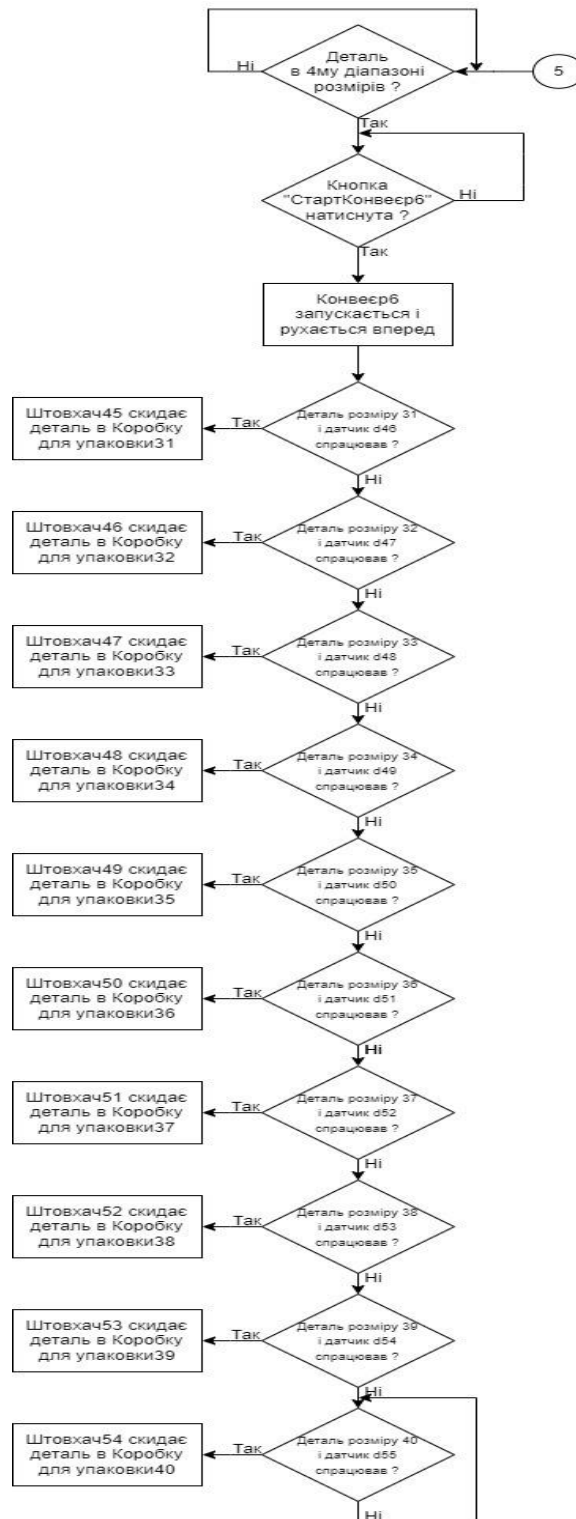 Деталь
в 4му діапазоні
розмірів ?
Ні
5
Так
Кнопка
"СтартКонвеєр6"
натиснута ?
Ні
Так
Конвеєр6
запускається і
рухається вперед
Штовхач45 скидає
деталь в Коробку
для упаковки31
Так
Деталь розміру 31
і датчик d46
спрацював ?
Ні
Штовхач46 скидає
деталь в Коробку
для упаковки32
Так
Деталь розміру 32
і датчик d47
спрацював ?
Ні
Штовхач47 скидає
деталь в Коробку
для упаковки33
Так
Деталь розміру 33
і датчик d48
спрацював ?
Ні
Штовхач48 скидає
деталь в Коробку
для упаковки34
Так
Деталь розміру 34
і датчик d49
спрацював ?
Ні
Штовхач49 скидає
деталь в Коробку
для упаковки35
Так
Деталь розміру 35
і датчик d50
спрацював ?
Ні
Штовхач50 скидає
деталь в Коробку
для упаковки36
Так
Деталь розміру 36
і датчик d51
спрацював ?
Ні
Штовхач51 скидає
деталь в Коробку
для упаковки37
Так
Деталь розміру 37
і датчик d52
спрацював ?
Ні
Штовхач52 скидає
деталь в Коробку
для упаковки38
Так
Деталь розміру 38
і датчик d53
спрацював ?
Ні
Штовхач53 скидає
деталь в Коробку
для упаковки39
Так
Деталь розміру 39
і датчик d54
спрацював ?
Ні
Штовхач54 скидає
деталь в Коробку
для упаковки40
Так
Деталь розміру 40
і датчик d55
спрацював ?
Ні